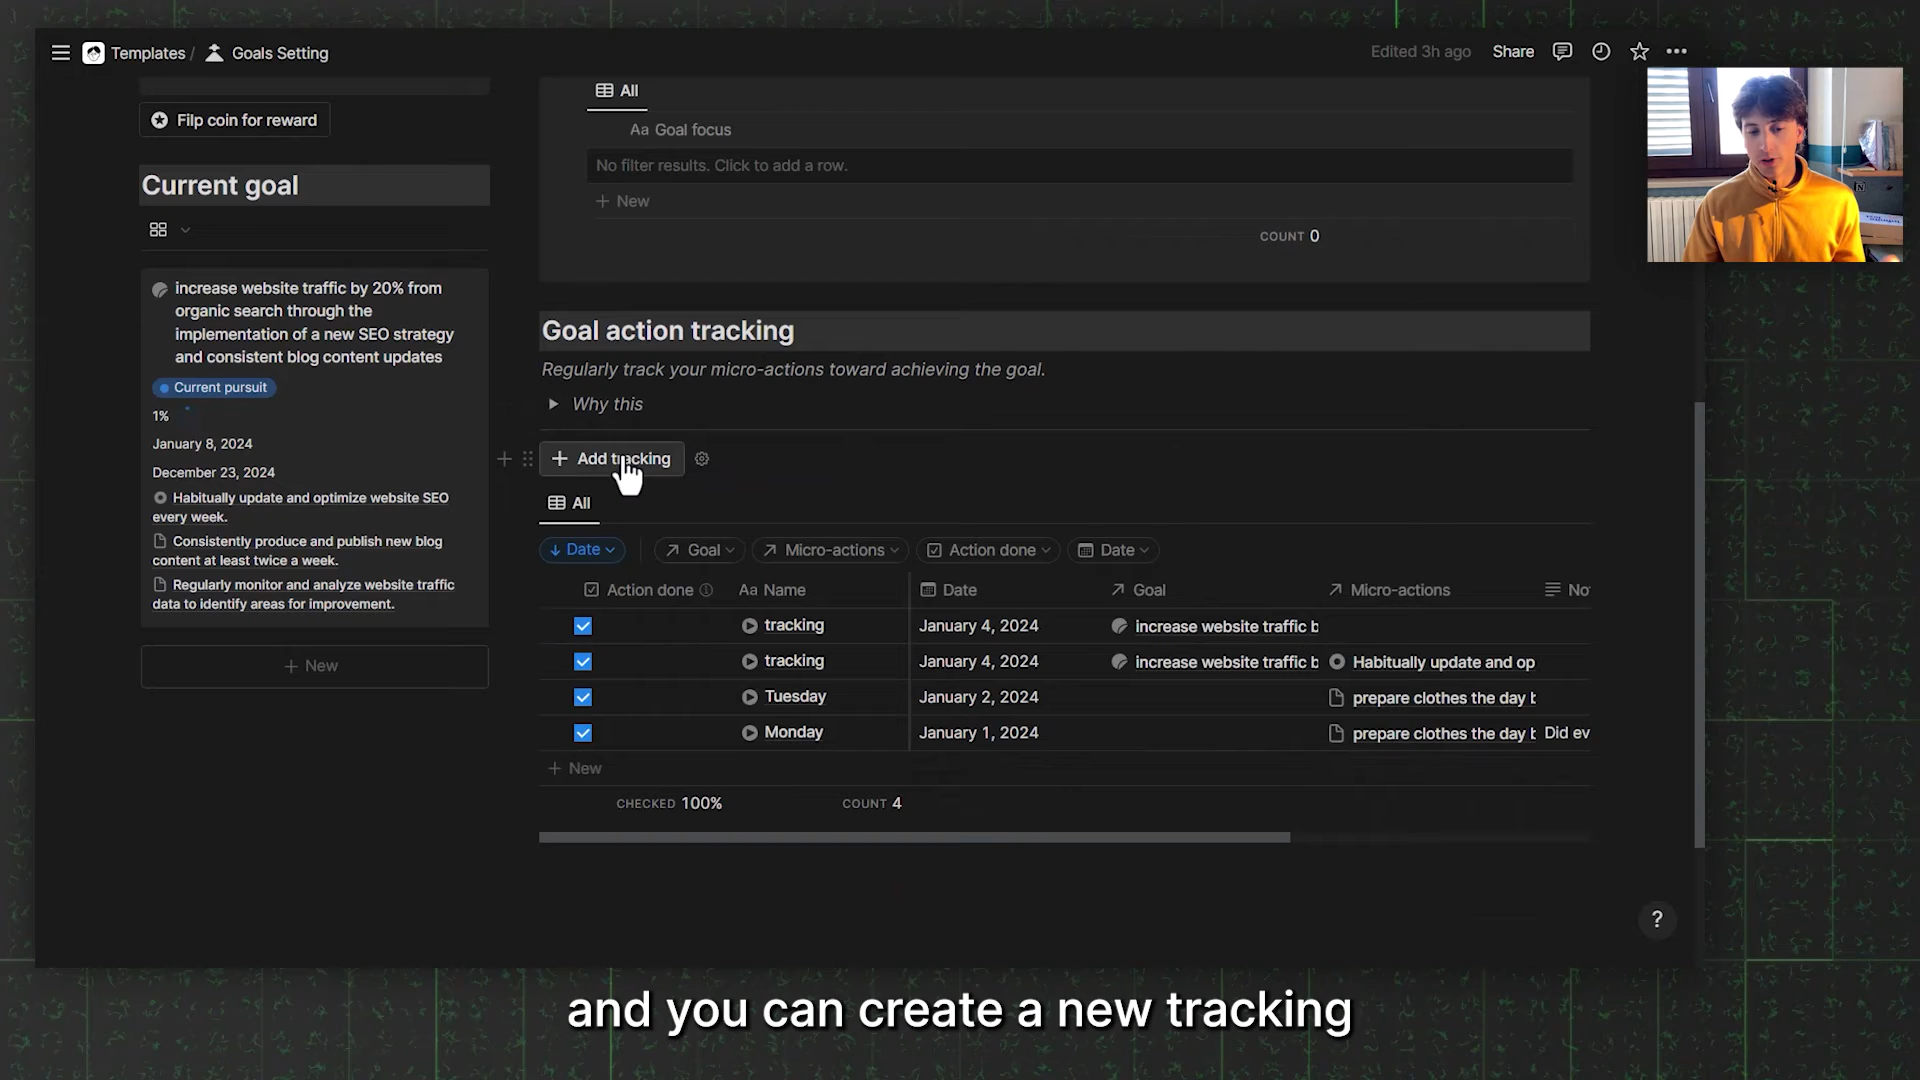 Templates / Goals Setting
Edited 3h ago Share
Filp coin for reward
Current goal
increase website traffic by 20% from
organic search through the
implementation of a new SEO strategy
and consistent blog content updates
Current pursuit
1%
January 8, 2024
December 23, 2024
Habitually update and optimize website SEO
every week.
Consistently produce and publish new blog
content at least twice a week.
Regularly monitor and analyze website traffic
data to identify areas for improvement.
+ New
All
Aa Goal focus
No filter results. Click to add a row.
+ New
COUNT 0
Goal action tracking
Regularly track your micro-actions toward achieving the goal.
Why this
+ Add tracking
All
Date Goal Micro-actions Action done Date
Action done Aa Name Date Goal Micro-actions No
tracking January 4, 2024 increase website traffic b
tracking January 4, 2024 increase website traffic b Habitually update and op
Tuesday January 2, 2024 prepare clothes the day b
Monday January 1, 2024 prepare clothes the day b Did ev
+ New
CHECKED 100% COUNT 4
?
and you can create a new tracking